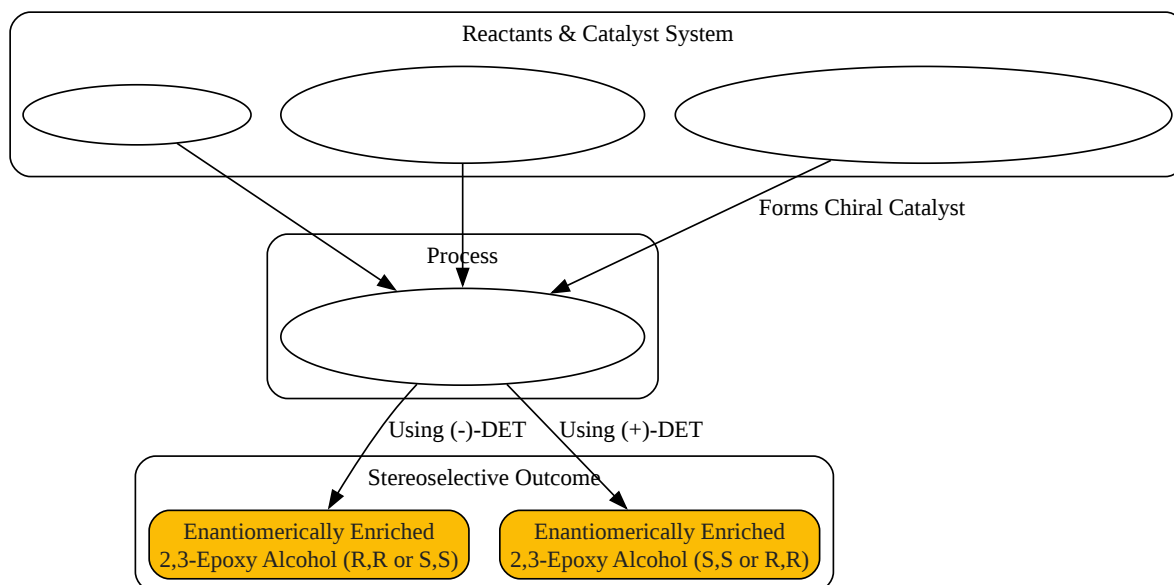 Reactants & Catalyst System
Forms Chiral Catalyst
Process
Using (-)-DET
Using (+)-DET
Stereoselective Outcome
Enantiomerically Enriched
2,3-Epoxy Alcohol (R,R or S,S)
Enantiomerically Enriched
2,3-Epoxy Alcohol (S,S or R,R)